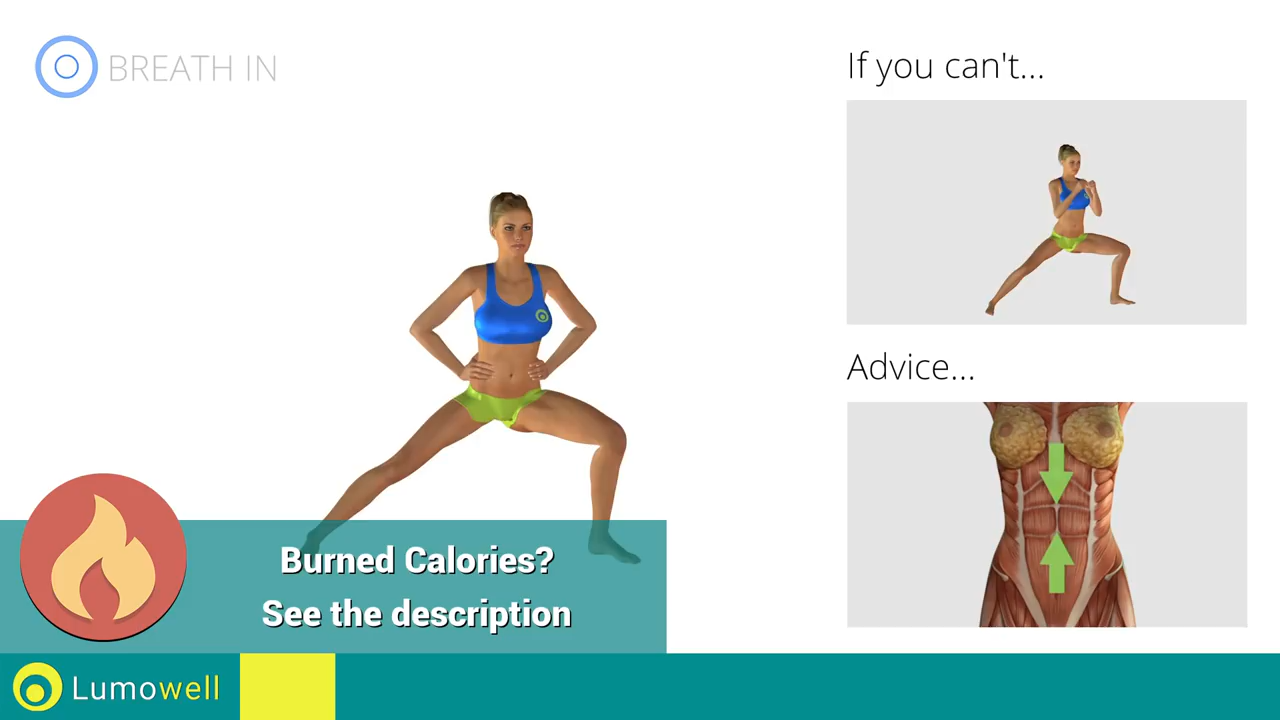 BREATH IN
If you can't...
Advice...
Burned Calories?
See the description
Lumowell